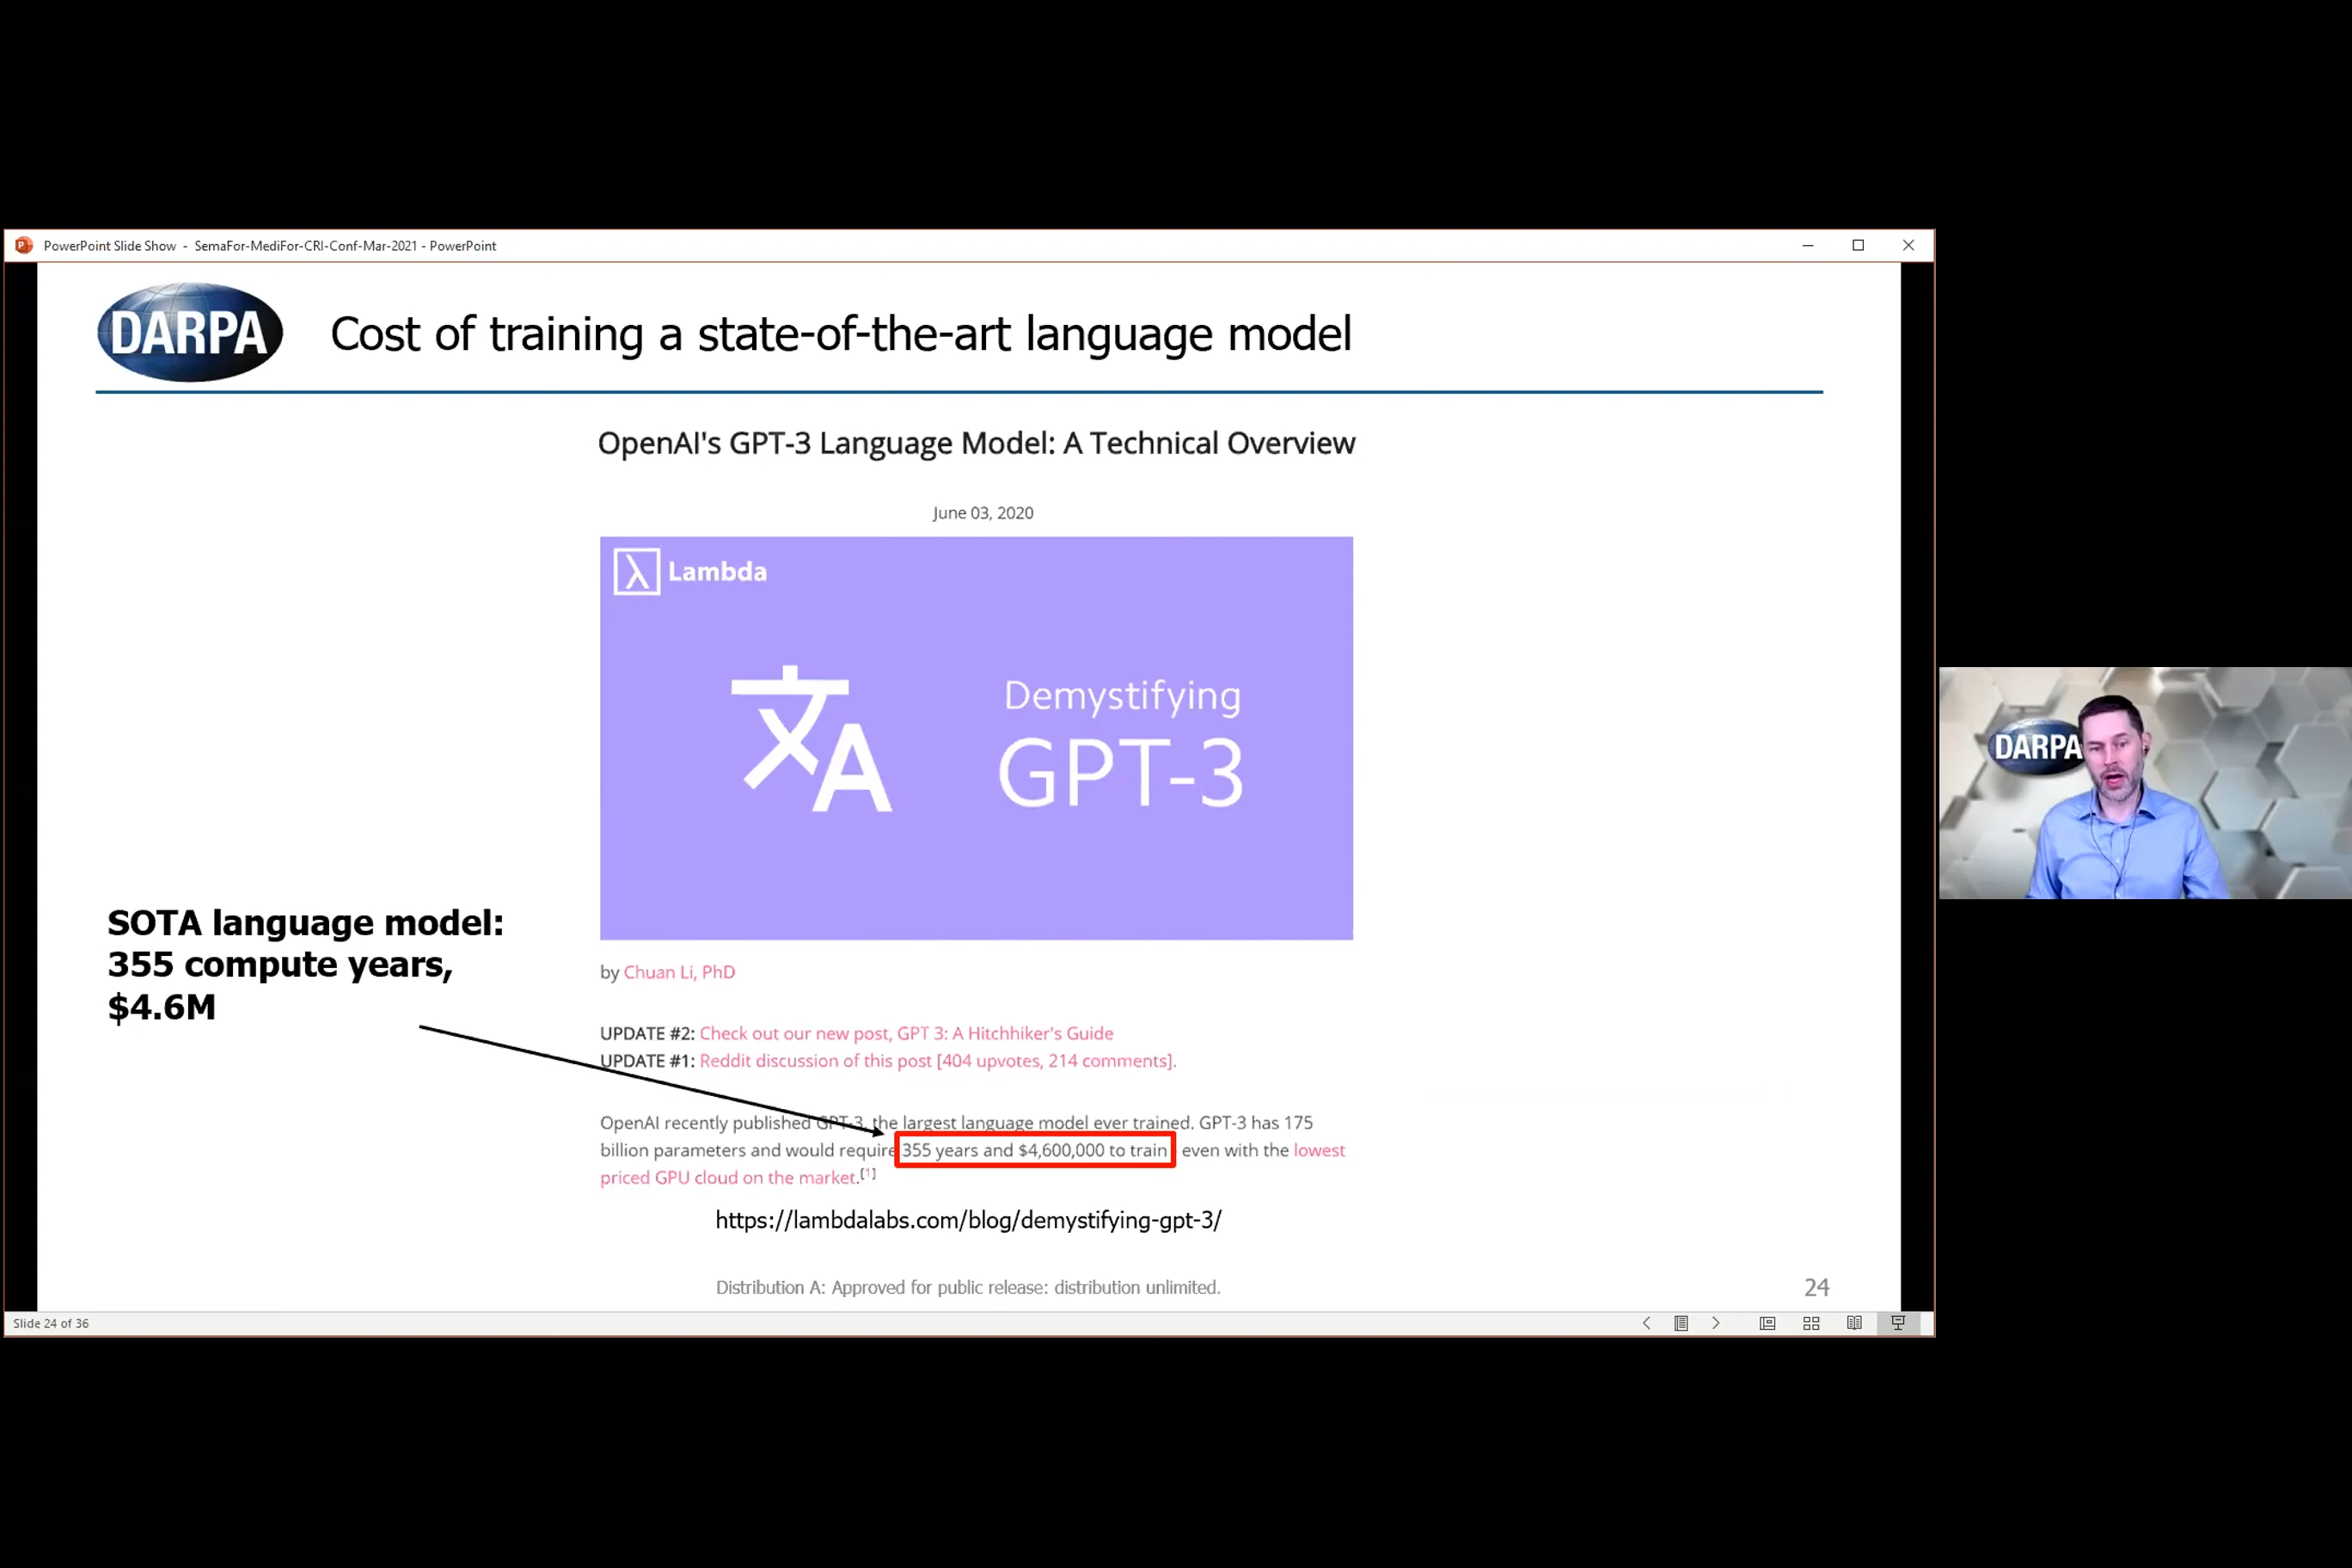 PowerPoint Slide Show - SemaFor-MediFor-CRI-Conf-Mar-2021 - PowerPoint
DARPA
Cost of training a state-of-the-art language model
OpenAI's GPT-3 Language Model: A Technical Overview
June 03, 2020
λ Lambda
文A
Demystifying
GPT-3
DARPA
SOTA language model:
355 compute years,
$4.6M
by Chuan Li, PhD
UPDATE #2: Check out our new post, GPT 3: A Hitchhiker's Guide
UPDATE #1: Reddit discussion of this post [404 upvotes, 214 comments].
OpenAI recently published GPT-3, the largest language model ever trained. GPT-3 has 175
billion parameters and would require 355 years and $4,600,000 to train even with the lowest
priced GPU cloud on the market.[1]
https://lambdalabs.com/blog/demystifying-gpt-3/
Distribution A: Approved for public release: distribution unlimited.
24
Slide 24 of 36